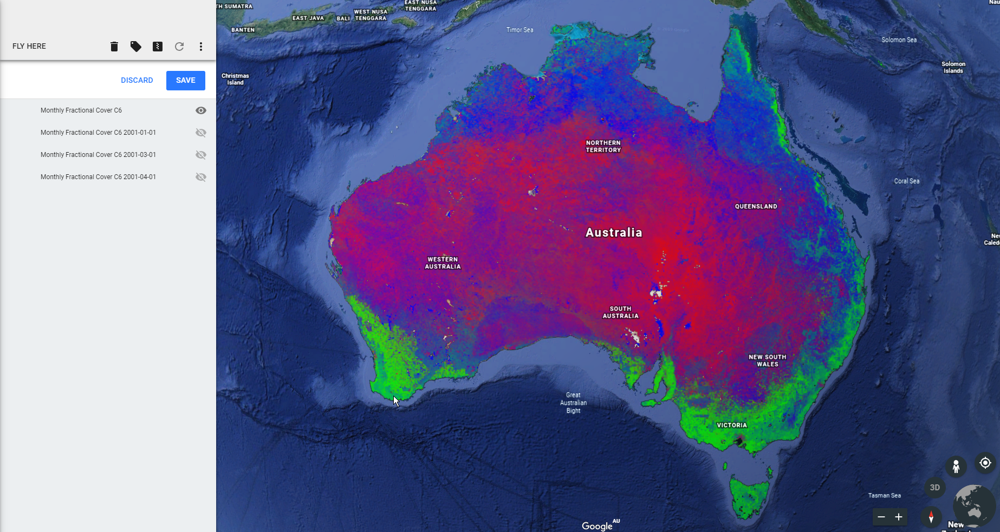 FLY HERE
DISCARD
SAVE
Monthly Fractional Cover C6
Monthly Fractional Cover C6 2001-01-01
Monthly Fractional Cover C6 2001-03-01
Monthly Fractional Cover C6 2001-04-01
TH SUMATRA
BANTEN
EAST JAVA
BALI
WEST NUSA
TENGGARA
EAST NUSA
TENGGARA
Timor Sea
Christmas
Island
Solomon Sea
Solomon
Islands
Nau
Coral Sea
New
Caled
NORTHERN
TERRITORY
QUEENSLAND
Australia
WESTERN
AUSTRALIA
SOUTH
AUSTRALIA
NEW SOUTH
WALES
VICTORIA
Great
Australian
Bight
Tasman Sea
3D
New
Google AU